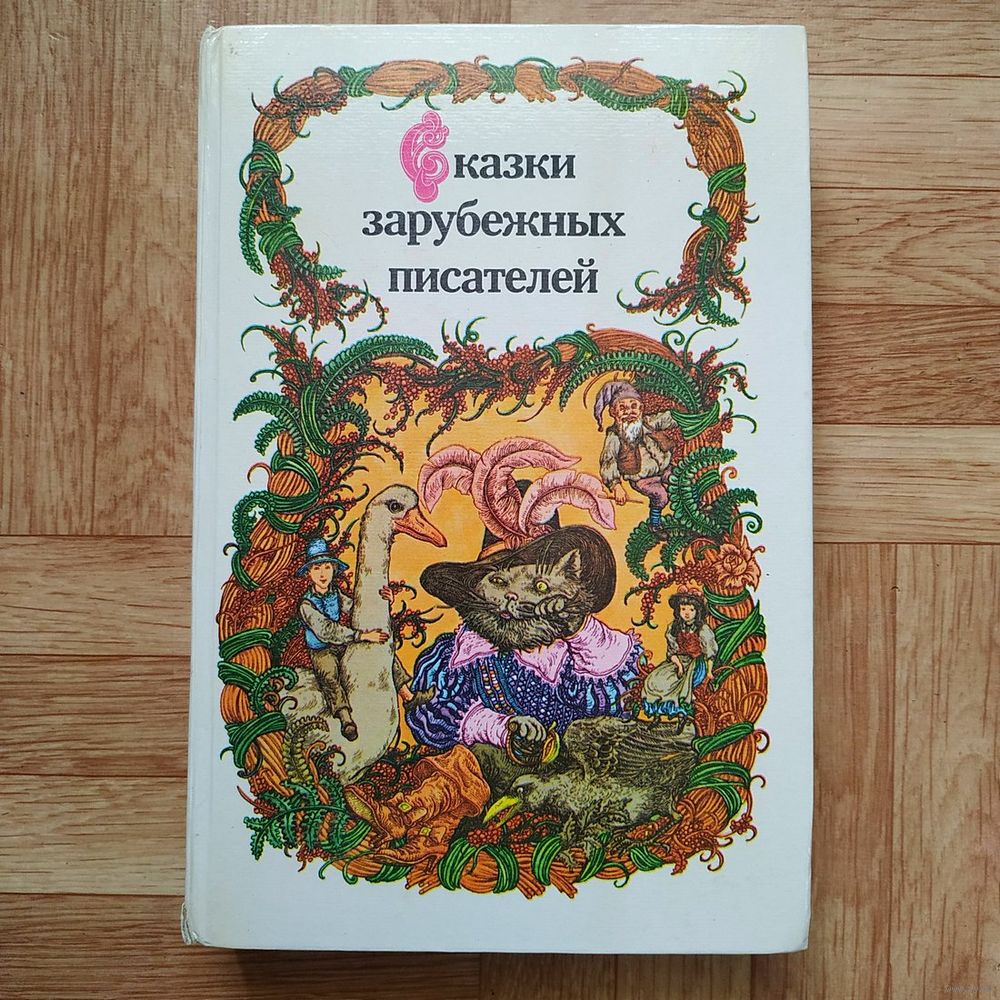 Сказки
зарубежных
писателей